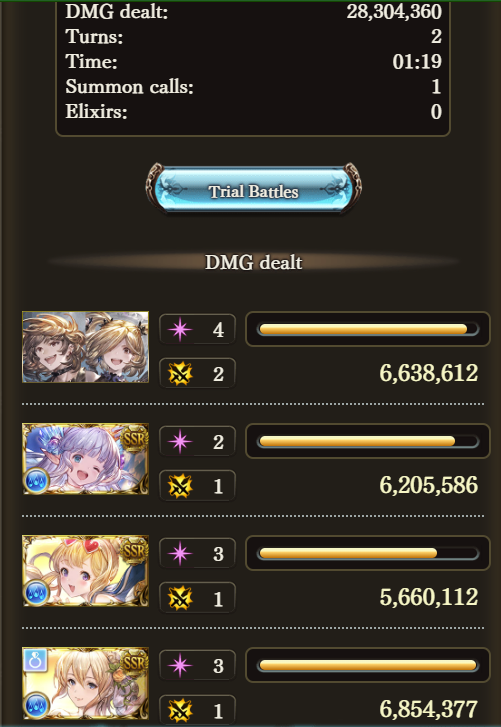 DMG dealt: 28,304,360
Turns: 2
Time: 01:19
Summon calls: 1
Elixirs: 0
Trial Battles
DMG dealt
4
2 6,638,612
SSR 2
1 6,205,586
SSR 3
1 5,660,112
SSR 3
1 6,854,377